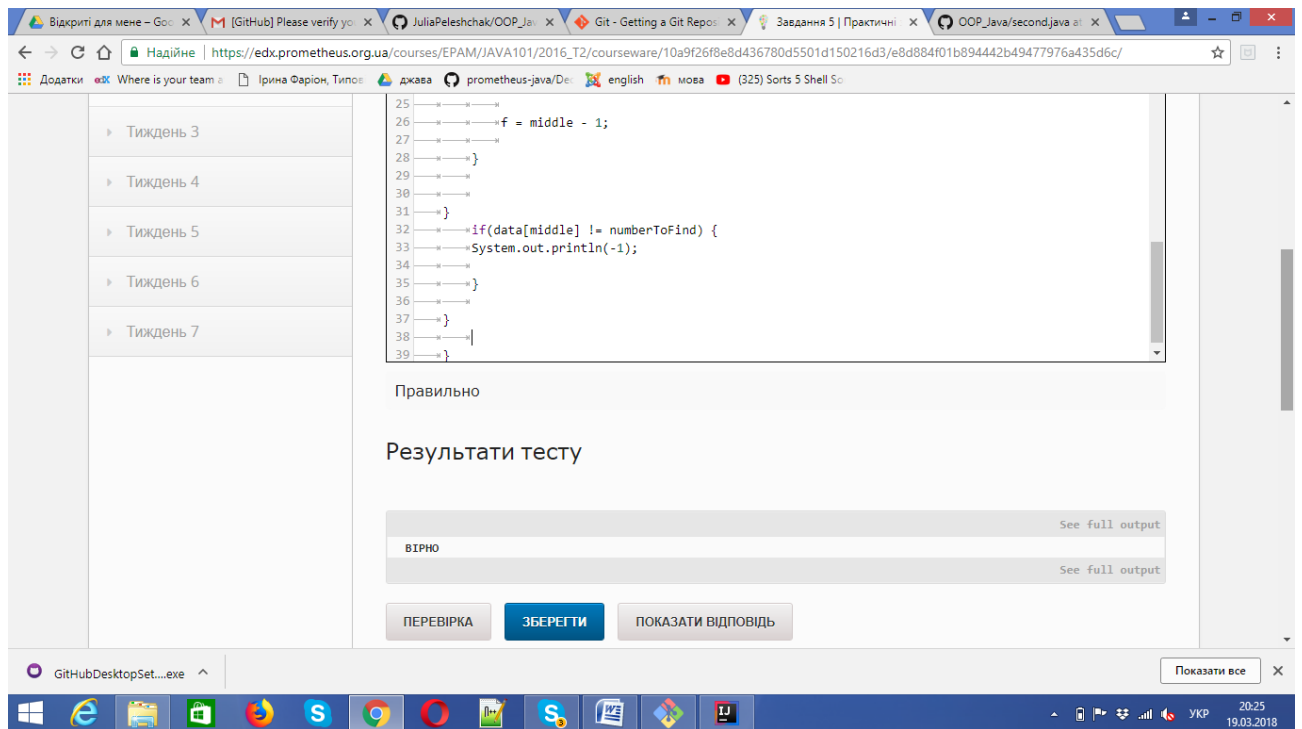 Відкриті для мене – Goo
[GitHub] Please verify yo
JuliaPeleshchak/OOP_Jav
Git - Getting a Git Repos
Завдання 5 | Практичні
OOP_Java/second.java at
Надійне | https://edx.prometheus.org.ua/courses/EPAM/JAVA101/2016_T2/courseware/10a9f26f8e8d436780d5501d150216d3/e8d884f01b894442b49477976a435d6c/
Додатки
edX Where is your team a
Ірина Фаріон, Типов
джава
prometheus-java/Dec
english
мова
(325) Sorts 5 Shell So
Тиждень 3
Тиждень 4
Тиждень 5
Тиждень 6
Тиждень 7
25
26 f = middle - 1;
27
28 }
29
30
31 }
32 if(data[middle] != numberToFind) {
33 System.out.println(-1);
34
35 }
36
37 }
38
39 }
Правильно
Результати тесту
See full output
ВІРНО
See full output
ПЕРЕВІРКА
ЗБЕРЕГТИ
ПОКАЗАТИ ВІДПОВІДЬ
GitHubDesktopSet....exe
Показати все
УКР
20:25
19.03.2018